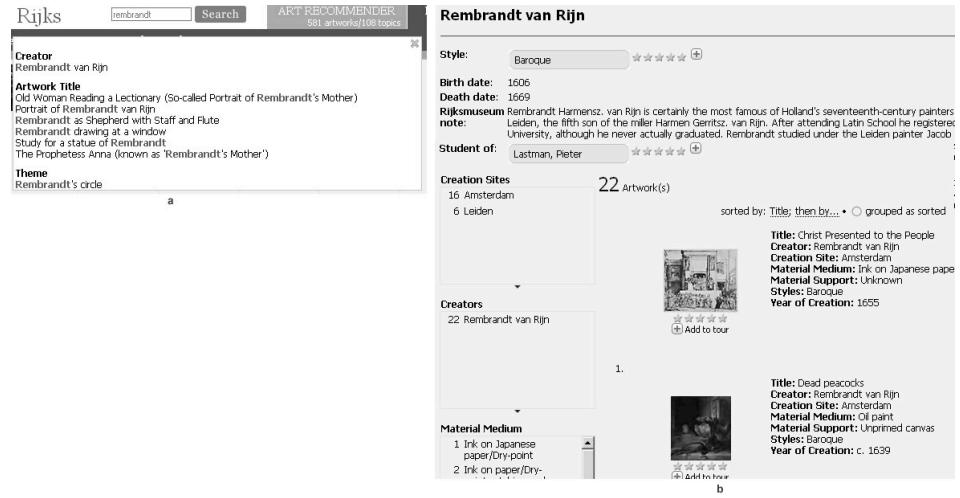 Rijks
rembrandt
Search
ART RECOMMENDER
581 artworks/108 topics
Creator
Rembrandt van Rijn
Artwork Title
Old Woman Reading a Lectionary (So-called Portrait of Rembrandt's Mother)
Portrait of Rembrandt van Rijn
Rembrandt as Shepherd with Staff and Flute
Rembrandt drawing at a window
Study for a statue of Rembrandt
The Prophetess Anna (known as 'Rembrandt's Mother')
Theme
Rembrandt's circle
a
Rembrandt van Rijn
Style: Baroque
Birth date: 1606
Death date: 1669
Rijksmuseum Rembrandt Harmensz. van Rijn is certainly the most famous of Holland's seventeenth-century painters
note: Leiden, the fifth son of the miller Harmen Gerritsz. van Rijn. After attending Latin School he registered
University, although he never actually graduated. Rembrandt studied under the Leiden painter Jacob
Student of: Lastman, Pieter
Creation Sites
16 Amsterdam
6 Leiden
22 Artwork(s)
sorted by: Title; then by... • grouped as sorted
Title: Christ Presented to the People
Creator: Rembrandt van Rijn
Creation Site: Amsterdam
Material Medium: Ink on Japanese pape
Material Support: Unknown
Styles: Baroque
Year of Creation: 1655
Add to tour
Creators
22 Rembrandt van Rijn
1.
Title: Dead peacocks
Creator: Rembrandt van Rijn
Creation Site: Amsterdam
Material Medium: Oil paint
Material Support: Unprimed canvas
Styles: Baroque
Year of Creation: c. 1639
Add to tour
Material Medium
1 Ink on Japanese
paper/Dry-point
2 Ink on paper/Dry-
b